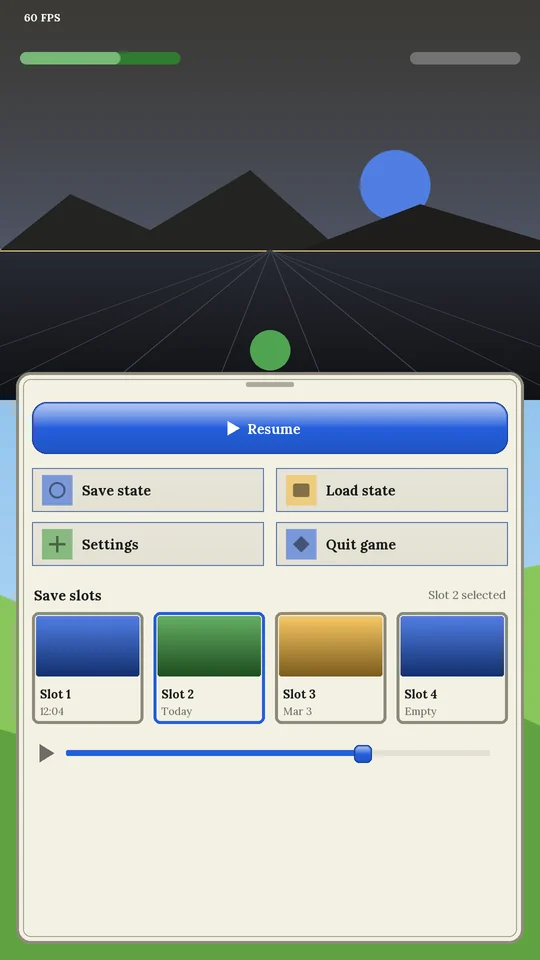 60 FPS
Resume
Save state
Load state
Settings
Quit game
Save slots
Slot 2 selected
Slot 1
12:04
Slot 2
Today
Slot 3
Mar 3
Slot 4
Empty